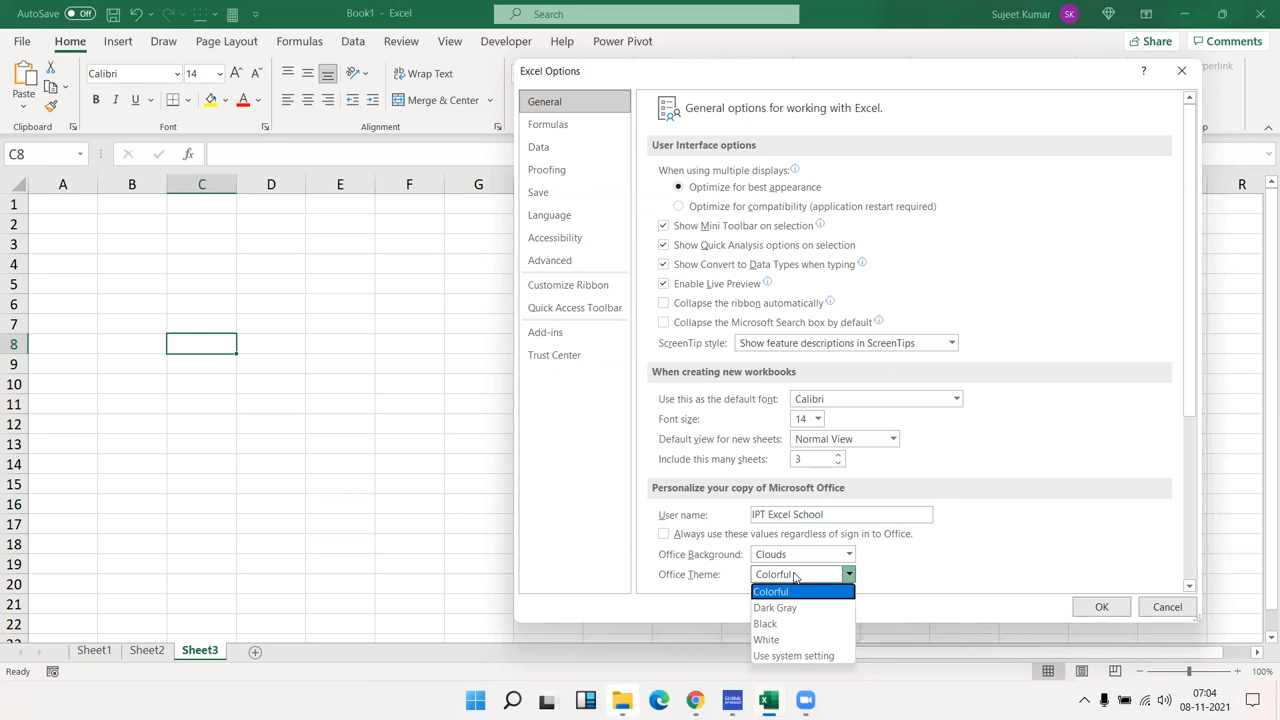 AutoSave Off Book1 - Excel Search Sujeet Kumar SK
File Home Insert Draw Page Layout Formulas Data Review View Developer Help Power Pivot Share Comments
Paste Calibri 14 Wrap Text
B I U Merge & Center
Clipboard Font Alignment
C8 fx
A B C D E F G R
1
2
3
4
5
6
7
8
9
10
11
12
13
14
15
16
17
18
19
20
21
22
Excel Options ?
General
Formulas
Data
Proofing
Save
Language
Accessibility
Advanced
Customize Ribbon
Quick Access Toolbar
Add-ins
Trust Center
General options for working with Excel.
User Interface options
When using multiple displays:
Optimize for best appearance
Optimize for compatibility (application restart required)
Show Mini Toolbar on selection
Show Quick Analysis options on selection
Show Convert to Data Types when typing
Enable Live Preview
Collapse the ribbon automatically
Collapse the Microsoft Search box by default
ScreenTip style: Show feature descriptions in ScreenTips
When creating new workbooks
Use this as the default font: Calibri
Font size: 14
Default view for new sheets: Normal View
Include this many sheets: 3
Personalize your copy of Microsoft Office
User name: IPT Excel School
Always use these values regardless of sign in to Office.
Office Background: Clouds
Office Theme: Colorful
Colorful
Dark Gray
Black
White
Use system setting
OK Cancel
Sheet1 Sheet2 Sheet3
Ready 100%
07:04
08-11-2021